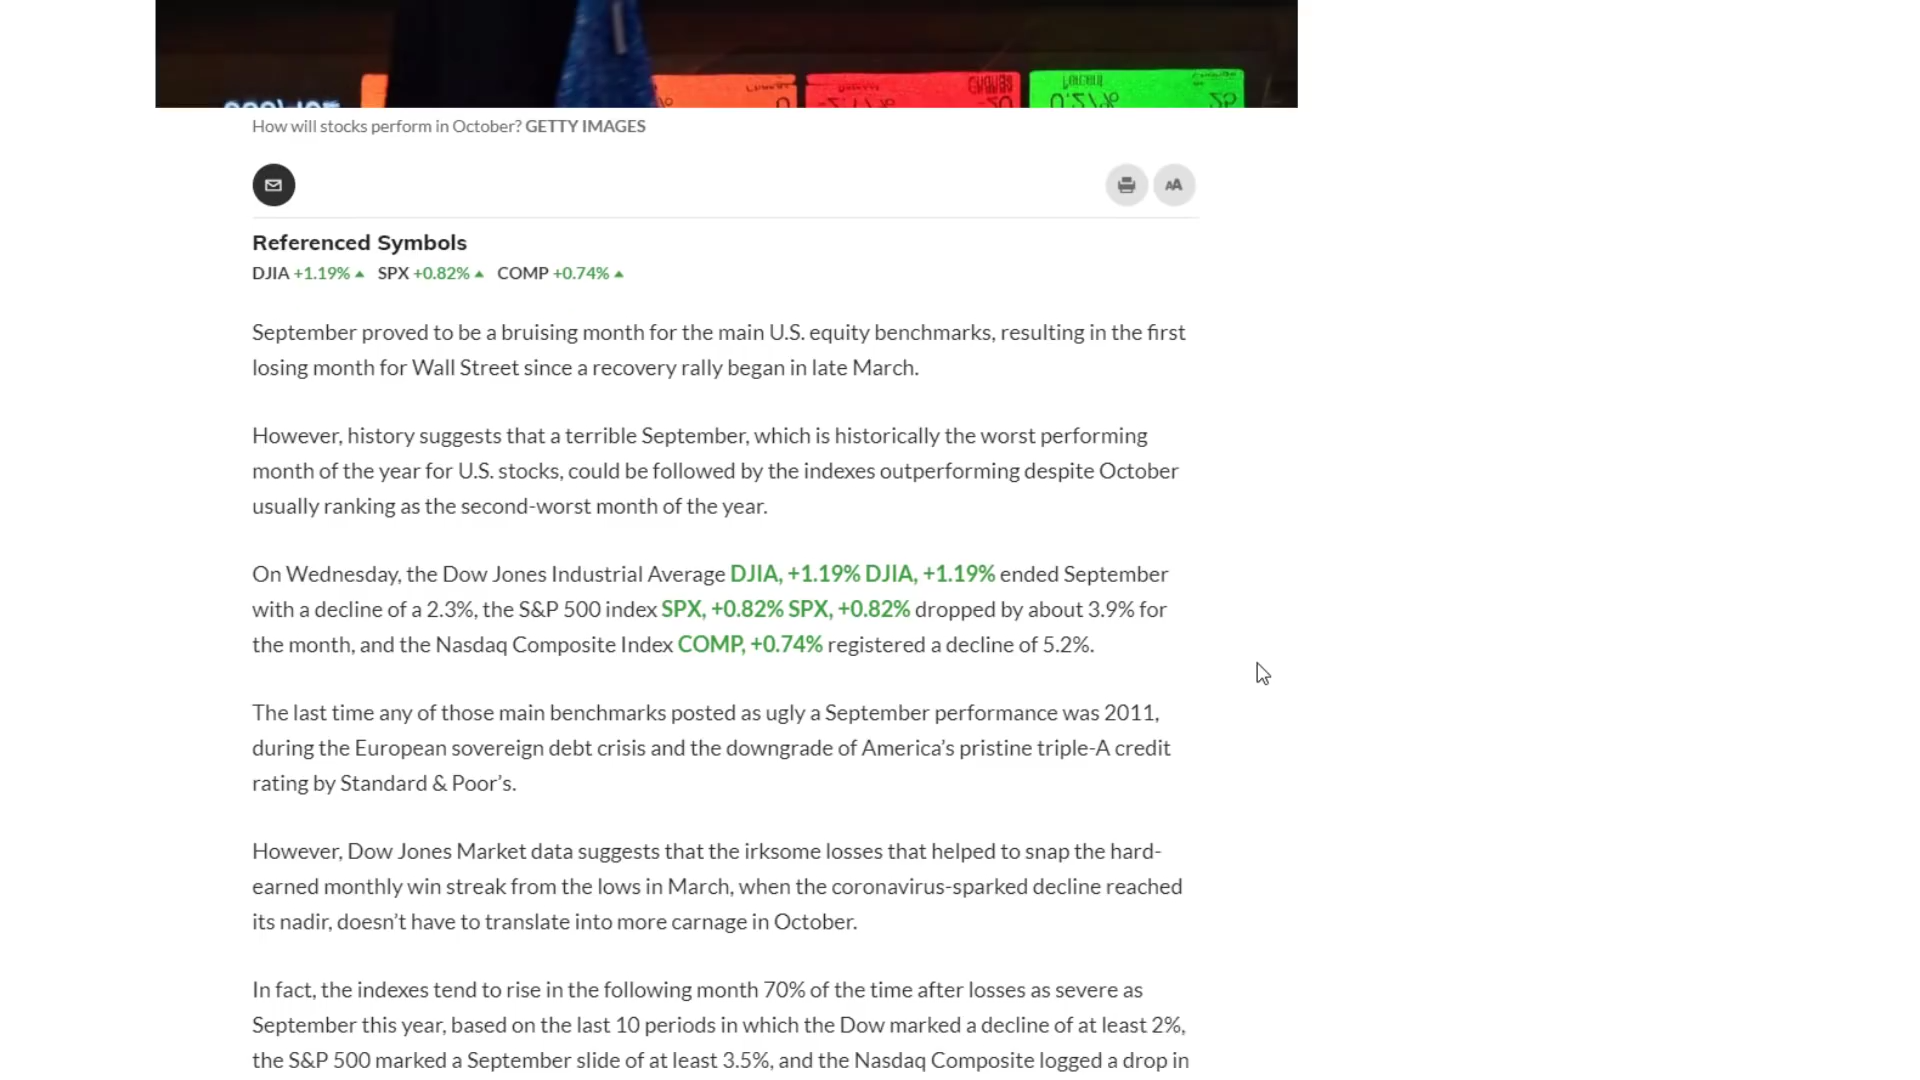 How will stocks perform in October? GETTY IMAGES
AA
Referenced Symbols
DJIA +1.19% SPX +0.82% COMP +0.74%
September proved to be a bruising month for the main U.S. equity benchmarks, resulting in the first
losing month for Wall Street since a recovery rally began in late March.
However, history suggests that a terrible September, which is historically the worst performing
month of the year for U.S. stocks, could be followed by the indexes outperforming despite October
usually ranking as the second-worst month of the year.
On Wednesday, the Dow Jones Industrial Average DJIA, +1.19% DJIA, +1.19% ended September
with a decline of a 2.3%, the S&P 500 index SPX, +0.82% SPX, +0.82% dropped by about 3.9% for
the month, and the Nasdaq Composite Index COMP, +0.74% registered a decline of 5.2%.
The last time any of those main benchmarks posted as ugly a September performance was 2011,
during the European sovereign debt crisis and the downgrade of America’s pristine triple-A credit
rating by Standard & Poor’s.
However, Dow Jones Market data suggests that the irksome losses that helped to snap the hard-
earned monthly win streak from the lows in March, when the coronavirus-sparked decline reached
its nadir, doesn’t have to translate into more carnage in October.
In fact, the indexes tend to rise in the following month 70% of the time after losses as severe as
September this year, based on the last 10 periods in which the Dow marked a decline of at least 2%,
the S&P 500 marked a September slide of at least 3.5%, and the Nasdaq Composite logged a drop in